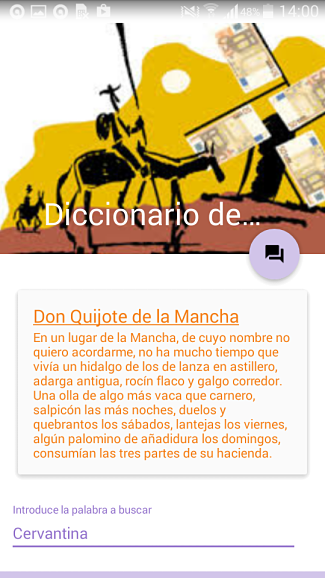 48% 14:00
Diccionario de...
Don Quijote de la Mancha
En un lugar de la Mancha, de cuyo nombre no
quiero acordarme, no ha mucho tiempo que
vivía un hidalgo de los de lanza en astillero,
adarga antigua, rocín flaco y galgo corredor.
Una olla de algo más vaca que carnero,
salpicón las más noches, duelos y
quebrantos los sábados, lantejas los viernes,
algún palomino de añadidura los domingos,
consumían las tres partes de su hacienda.
Introduce la palabra a buscar
Cervantina